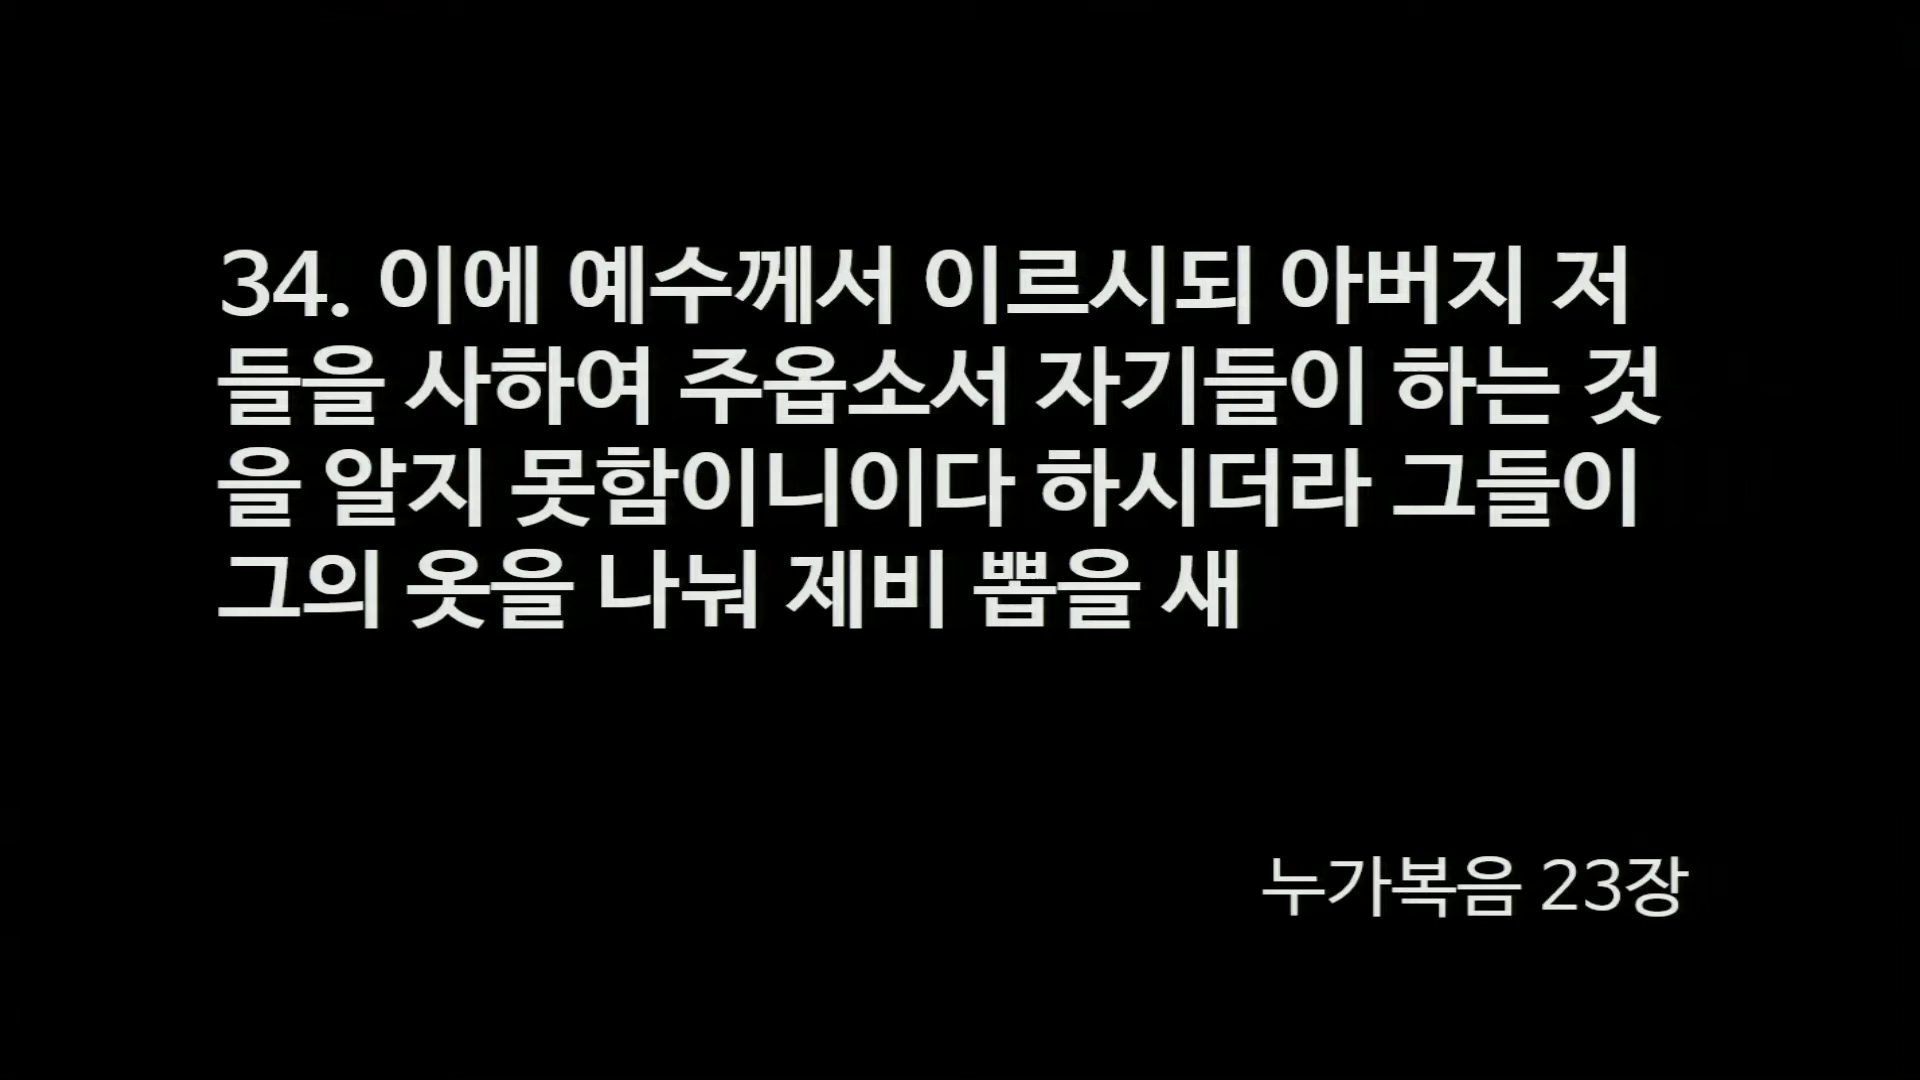 34. 이에 예수께서 이르시되 아버지 저
들을 사하여 주옵소서 자기들이 하는 것
을 알지 못함이니이다 하시더라 그들이
그의 옷을 나눠 제비 뽑을 새
누가복음 23장